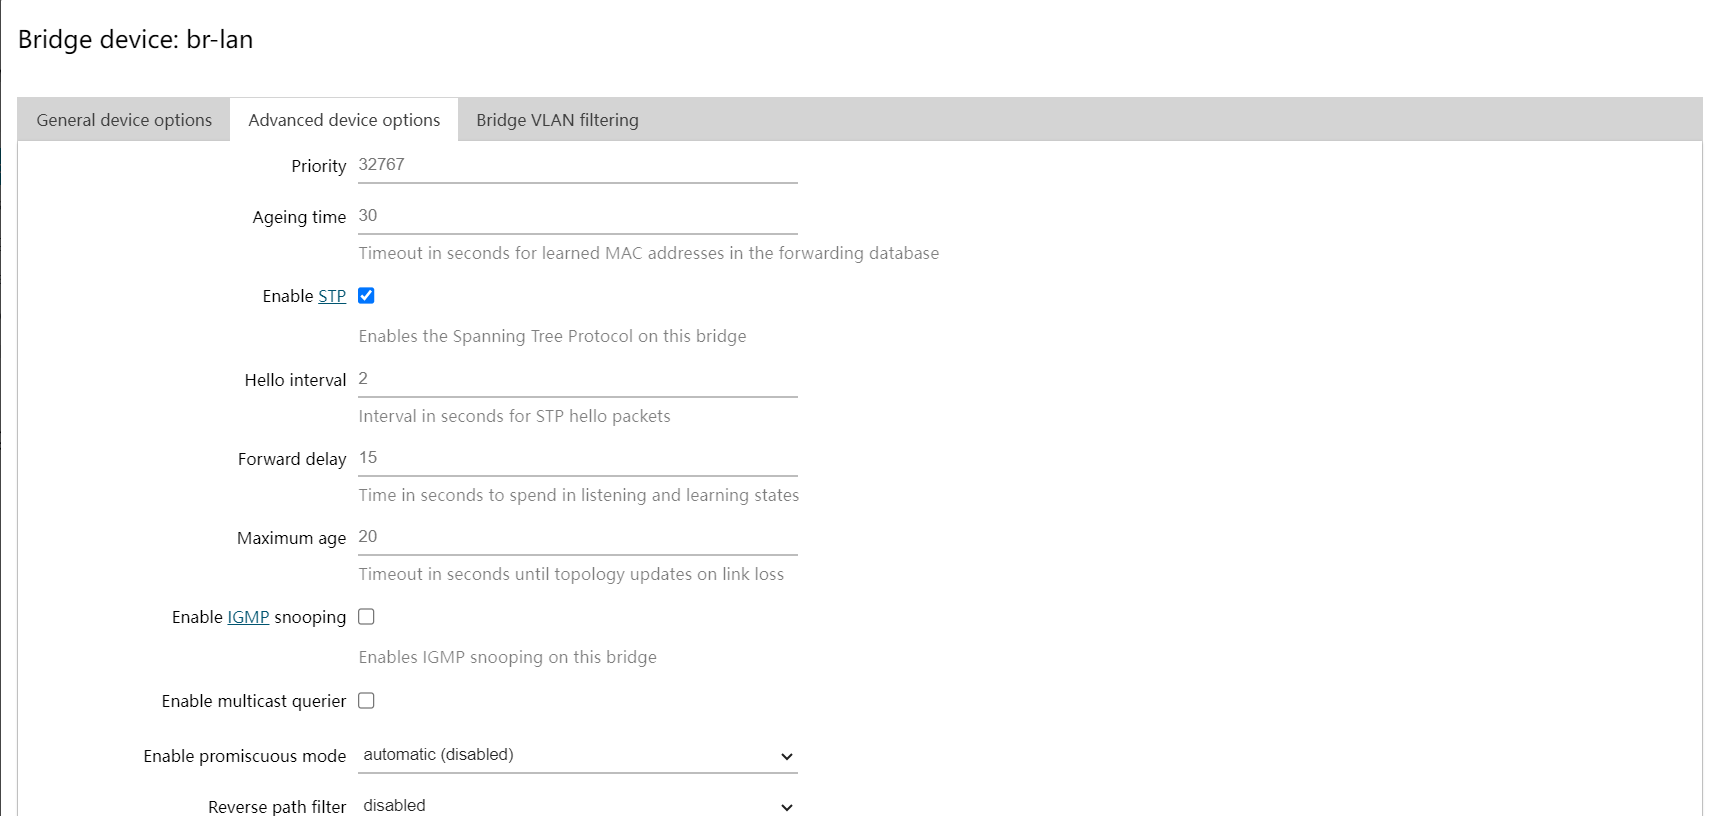 Bridge device: br-lan
General device options Advanced device options Bridge VLAN filtering
Priority 32767
Ageing time 30
Timeout in seconds for learned MAC addresses in the forwarding database
Enable STP
Enables the Spanning Tree Protocol on this bridge
Hello interval 2
Interval in seconds for STP hello packets
Forward delay 15
Time in seconds to spend in listening and learning states
Maximum age 20
Timeout in seconds until topology updates on link loss
Enable IGMP snooping
Enables IGMP snooping on this bridge
Enable multicast querier
Enable promiscuous mode automatic (disabled)
Reverse path filter disabled